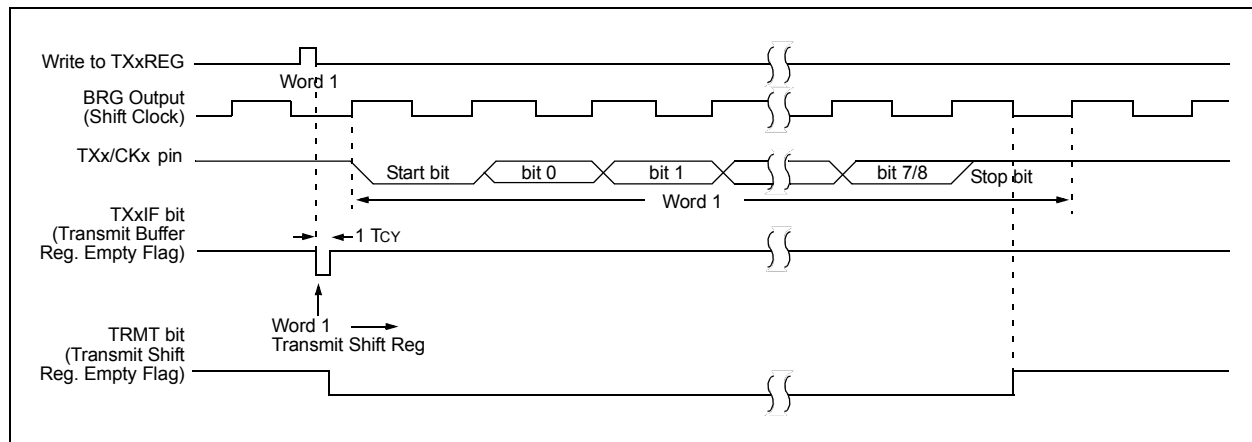 Write to TXxREG
Word 1
BRG Output
(Shift Clock)
TXx/CKx pin
Start bit
bit 0
bit 1
bit 7/8
Stop bit
Word 1
TXxIF bit
(Transmit Buffer
Reg. Empty Flag)
1 TCY
Word 1
Transmit Shift Reg
TRMT bit
(Transmit Shift
Reg. Empty Flag)